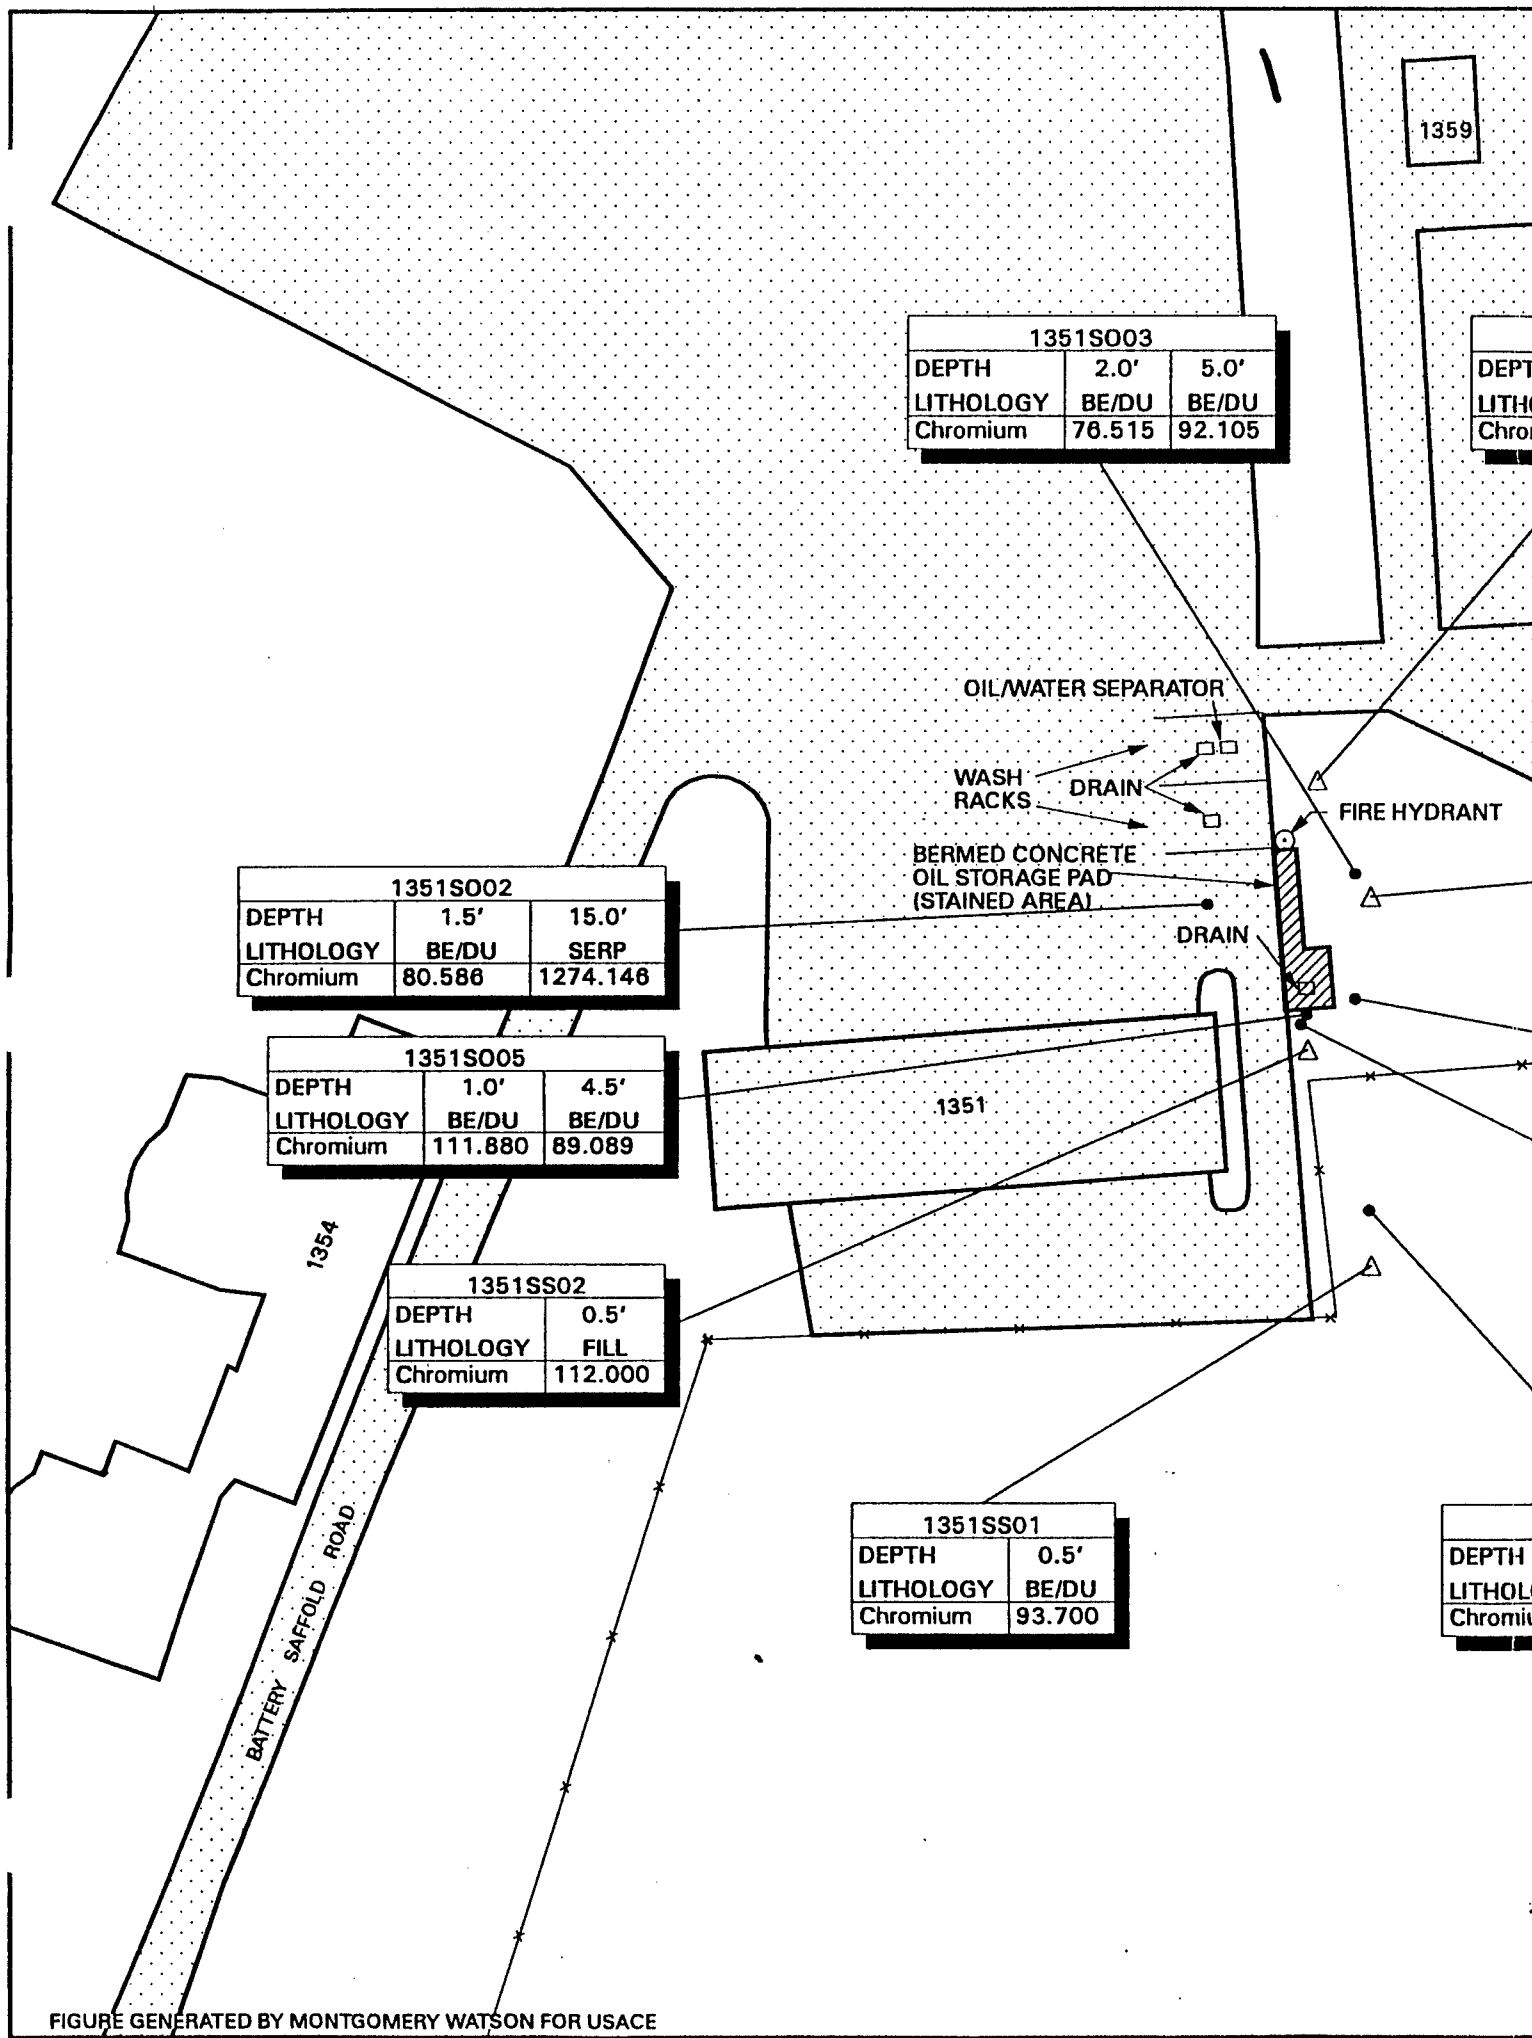 1359
1351SO03
DEPTH 2.0' 5.0'
LITHOLOGY BE/DU BE/DU
Chromium 76.515 92.105
DEPT
LITH
Chro
OIL/WATER SEPARATOR
WASH
RACKS
DRAIN
FIRE HYDRANT
BERMED CONCRETE
OIL STORAGE PAD
(STAINED AREA)
DRAIN
1351SO02
DEPTH 1.5' 15.0'
LITHOLOGY BE/DU SERP
Chromium 80.586 1274.146
1351SO05
DEPTH 1.0' 4.5'
LITHOLOGY BE/DU BE/DU
Chromium 111.880 89.089
1351
1354
1351SS02
DEPTH 0.5'
LITHOLOGY FILL
Chromium 112.000
1351SS01
DEPTH 0.5'
LITHOLOGY BE/DU
Chromium 93.700
DEPTH
LITHOL
Chromi
BATTERY SAFFOLD ROAD
FIGURE GENERATED BY MONTGOMERY WATSON FOR USACE